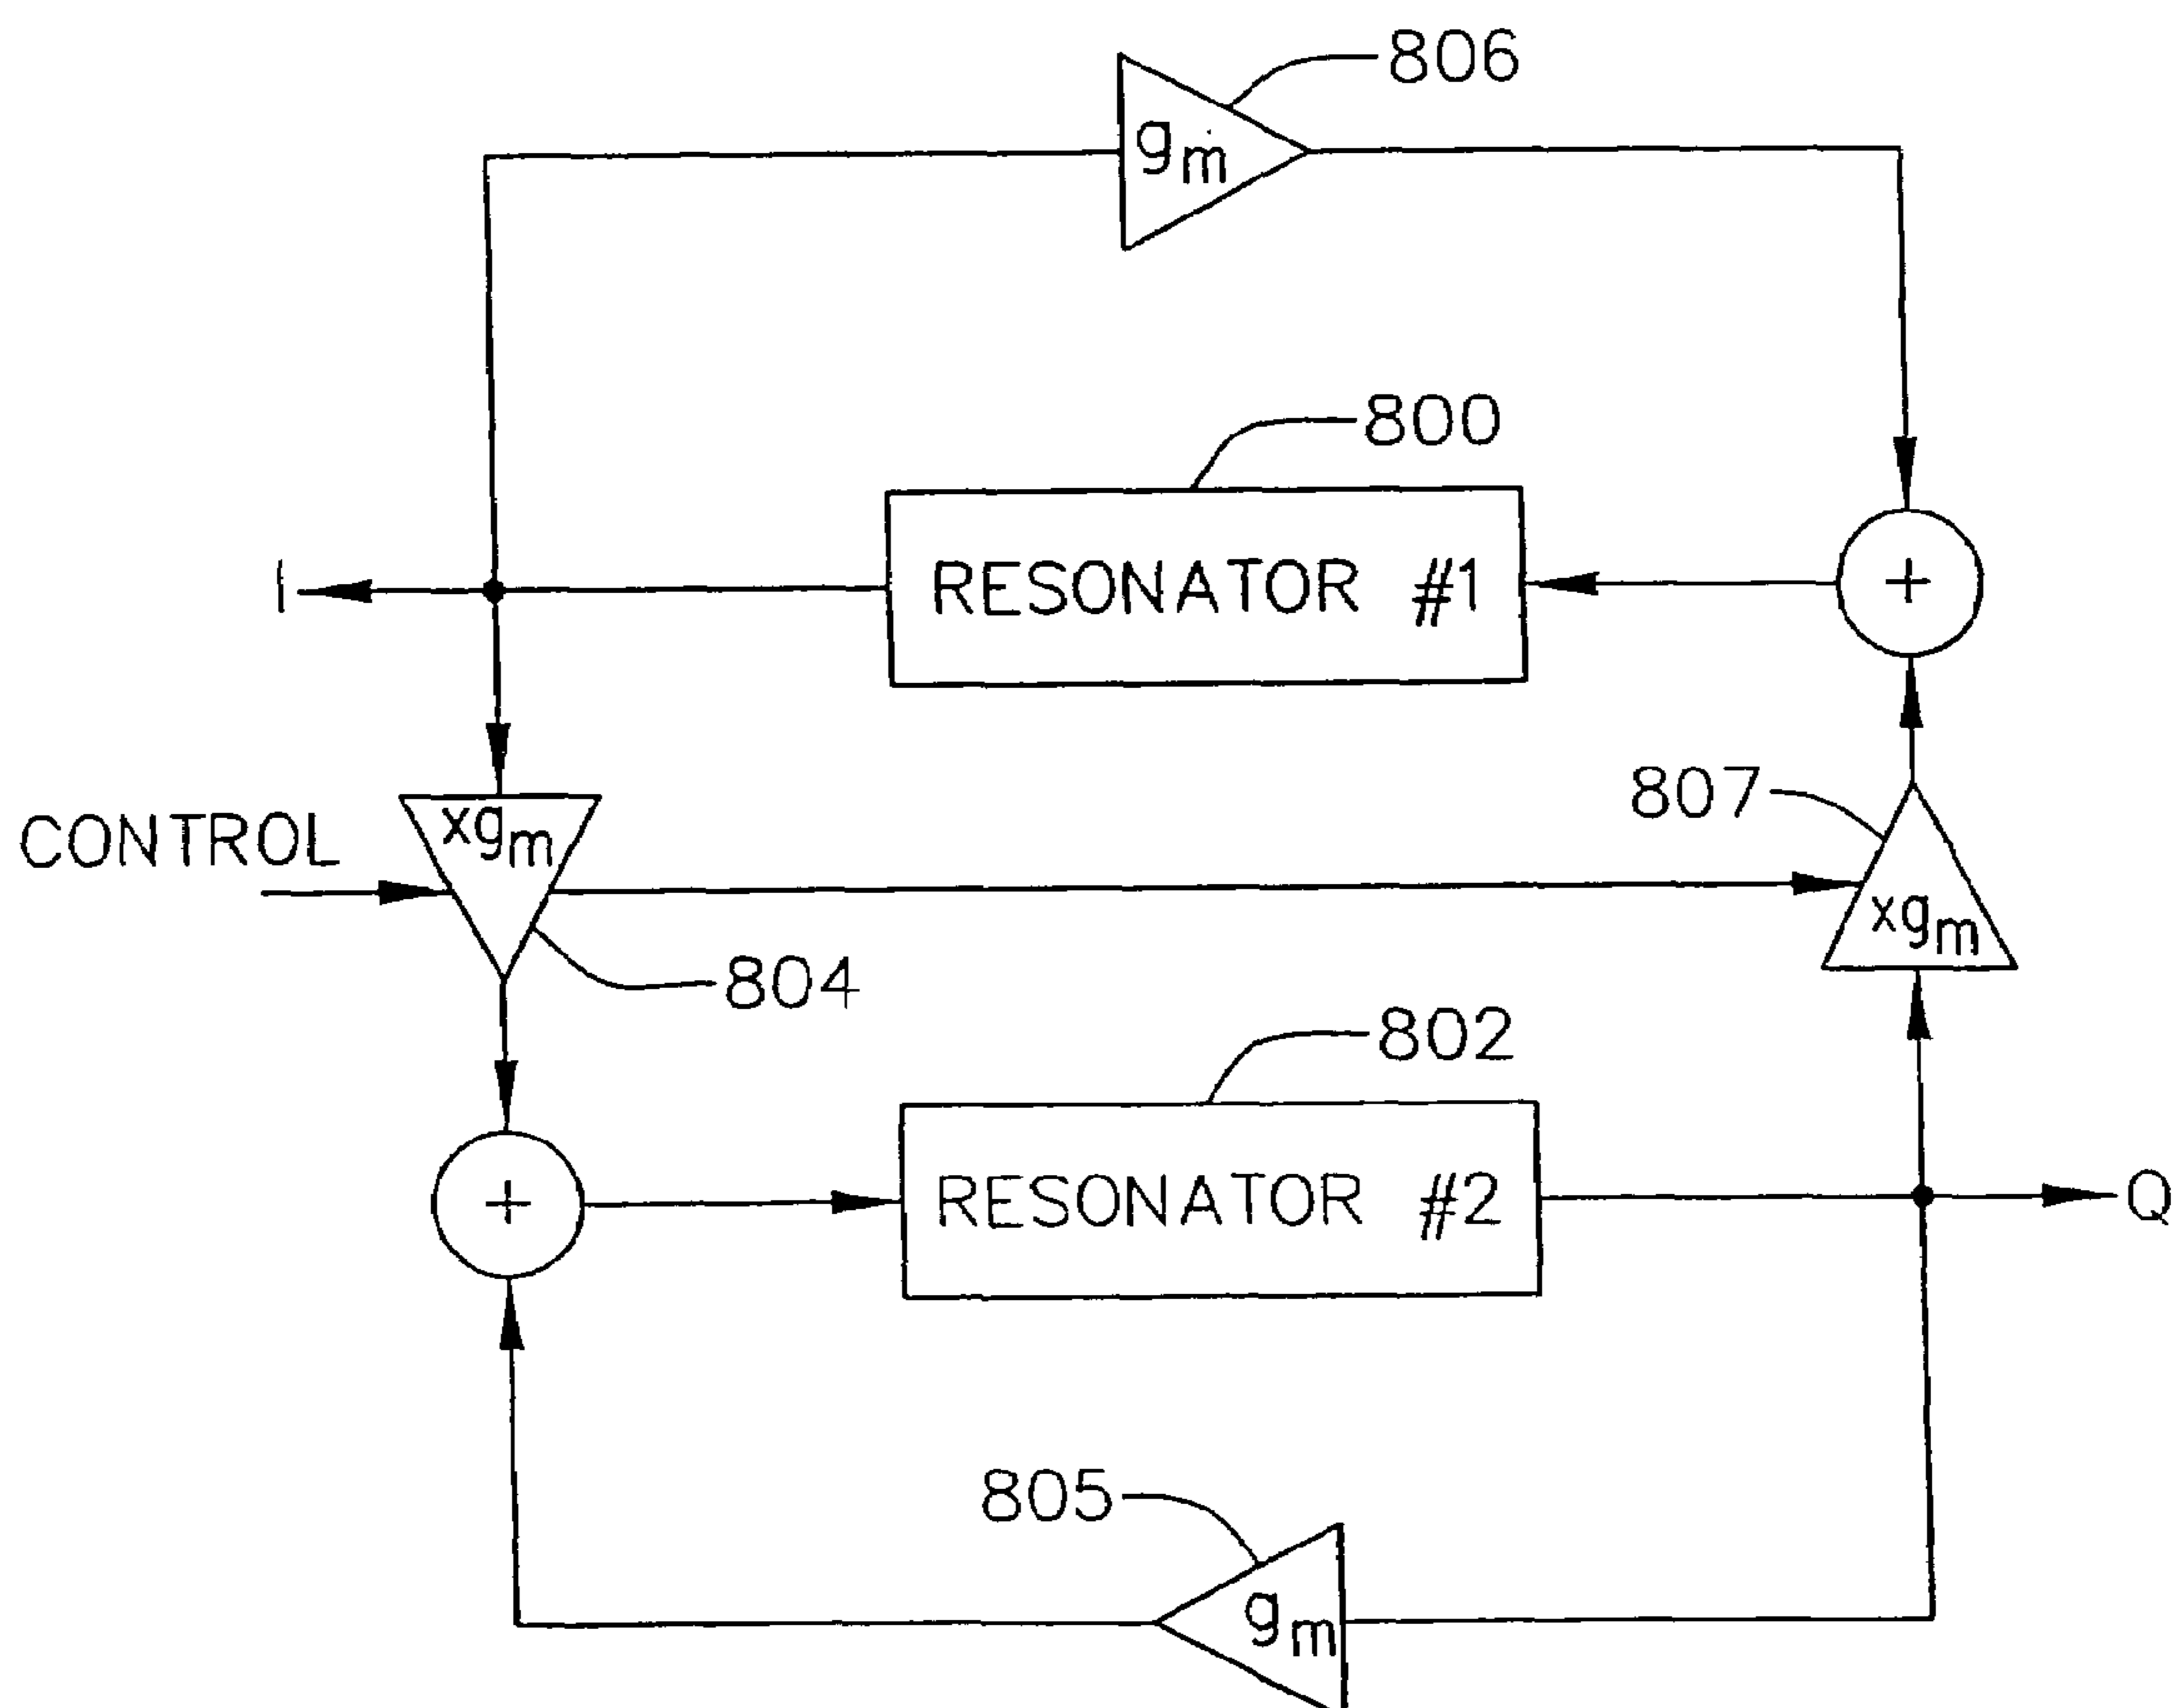 806
gm
800
I
RESONATOR #1
+
807
CONTROL
xgm
xgm
804
802
+
RESONATOR #2
Q
805
gm